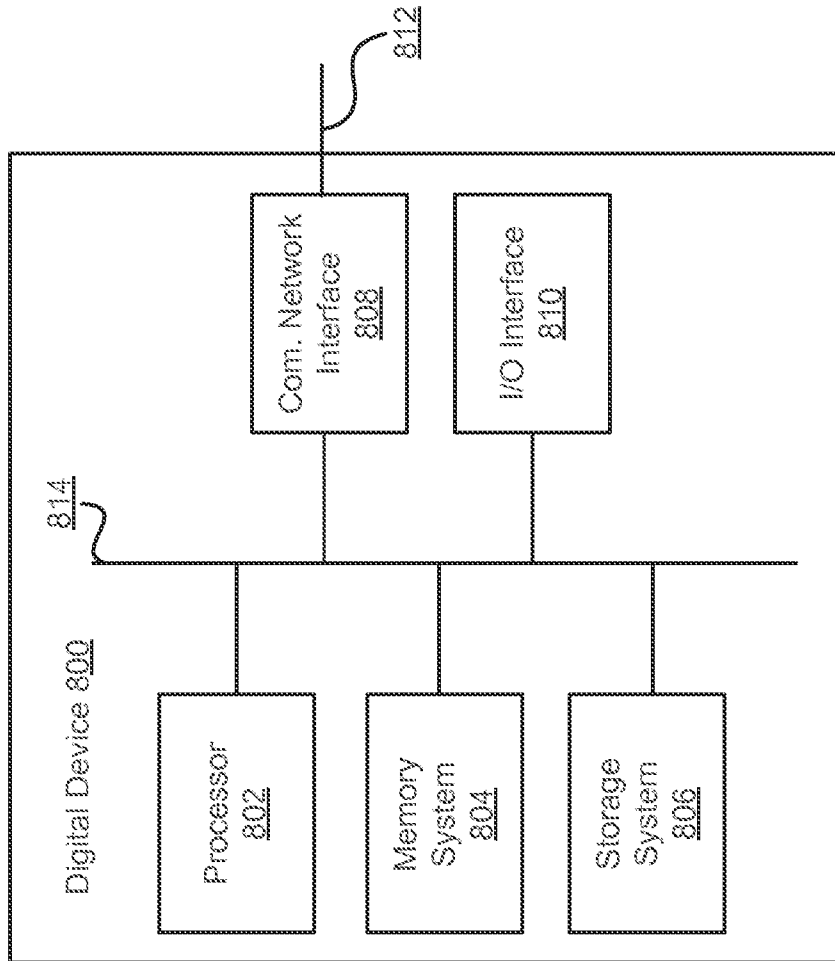 Digital Device 800
814
Processor
802
Memory
System
804
Storage
System
806
Com. Network
Interface
808
I/O Interface
810
812